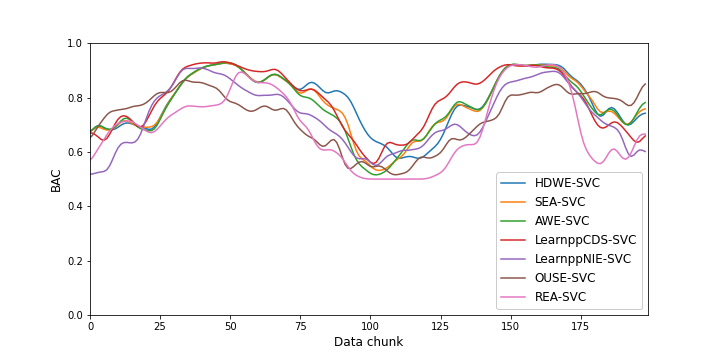 1.0
0.8
0.6
0.4
0.2
0.0
BAC
0
25
50
75
100
125
150
175
Data chunk
HDWE-SVC
SEA-SVC
AWE-SVC
LearnppCDS-SVC
LearnppNIE-SVC
OUSE-SVC
REA-SVC